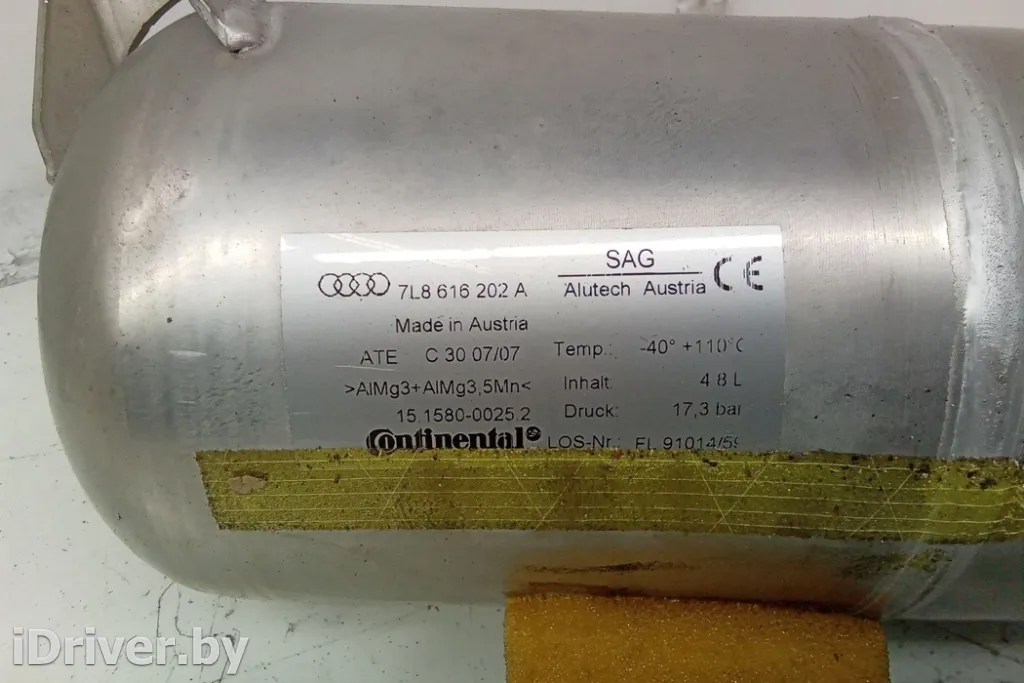 7L8 616 202 A
Made in Austria
ATE C 30 07/07
>AlMg3+AlMg3,5Mn<
15.1580-0025.2
Continental
SAG
Alutech Austria CE
Temp.: -40° +110°C
Inhalt: 4 8 L
Druck: 17,3 bar
LOS-Nr.: 91014/
iDriver.by